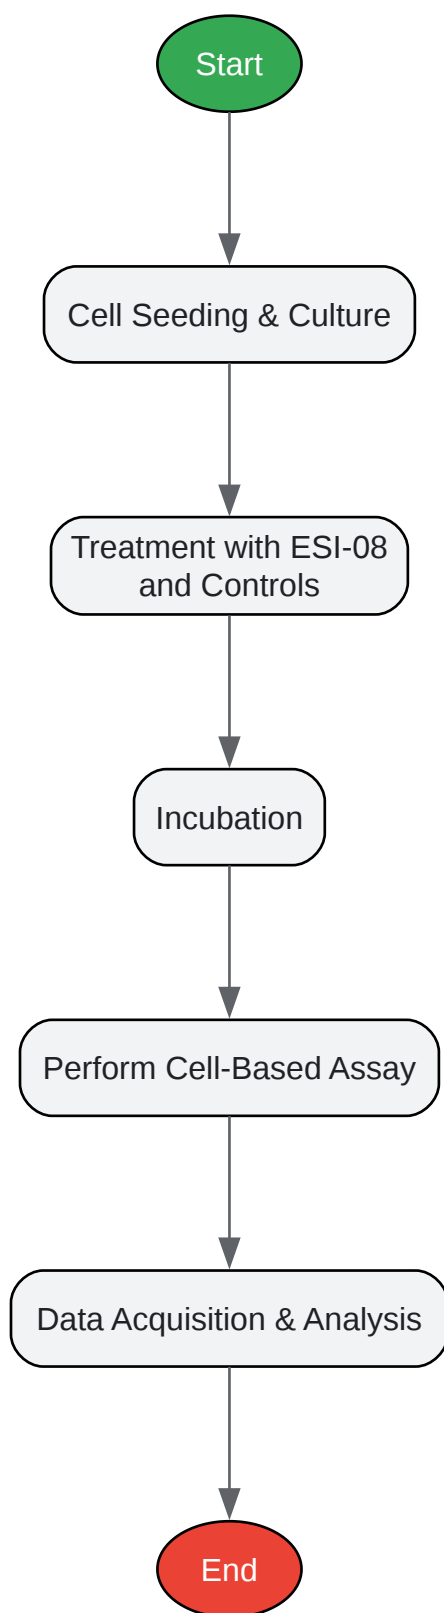 Start
Cell Seeding & Culture
Treatment with ESI-08
and Controls
Incubation
Perform Cell-Based Assay
Data Acquisition & Analysis
End